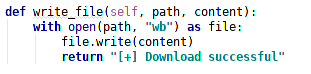 def write_file(self, path, content):
    with open(path, "wb") as file:
        file.write(content)
        return "[+] Download successful"